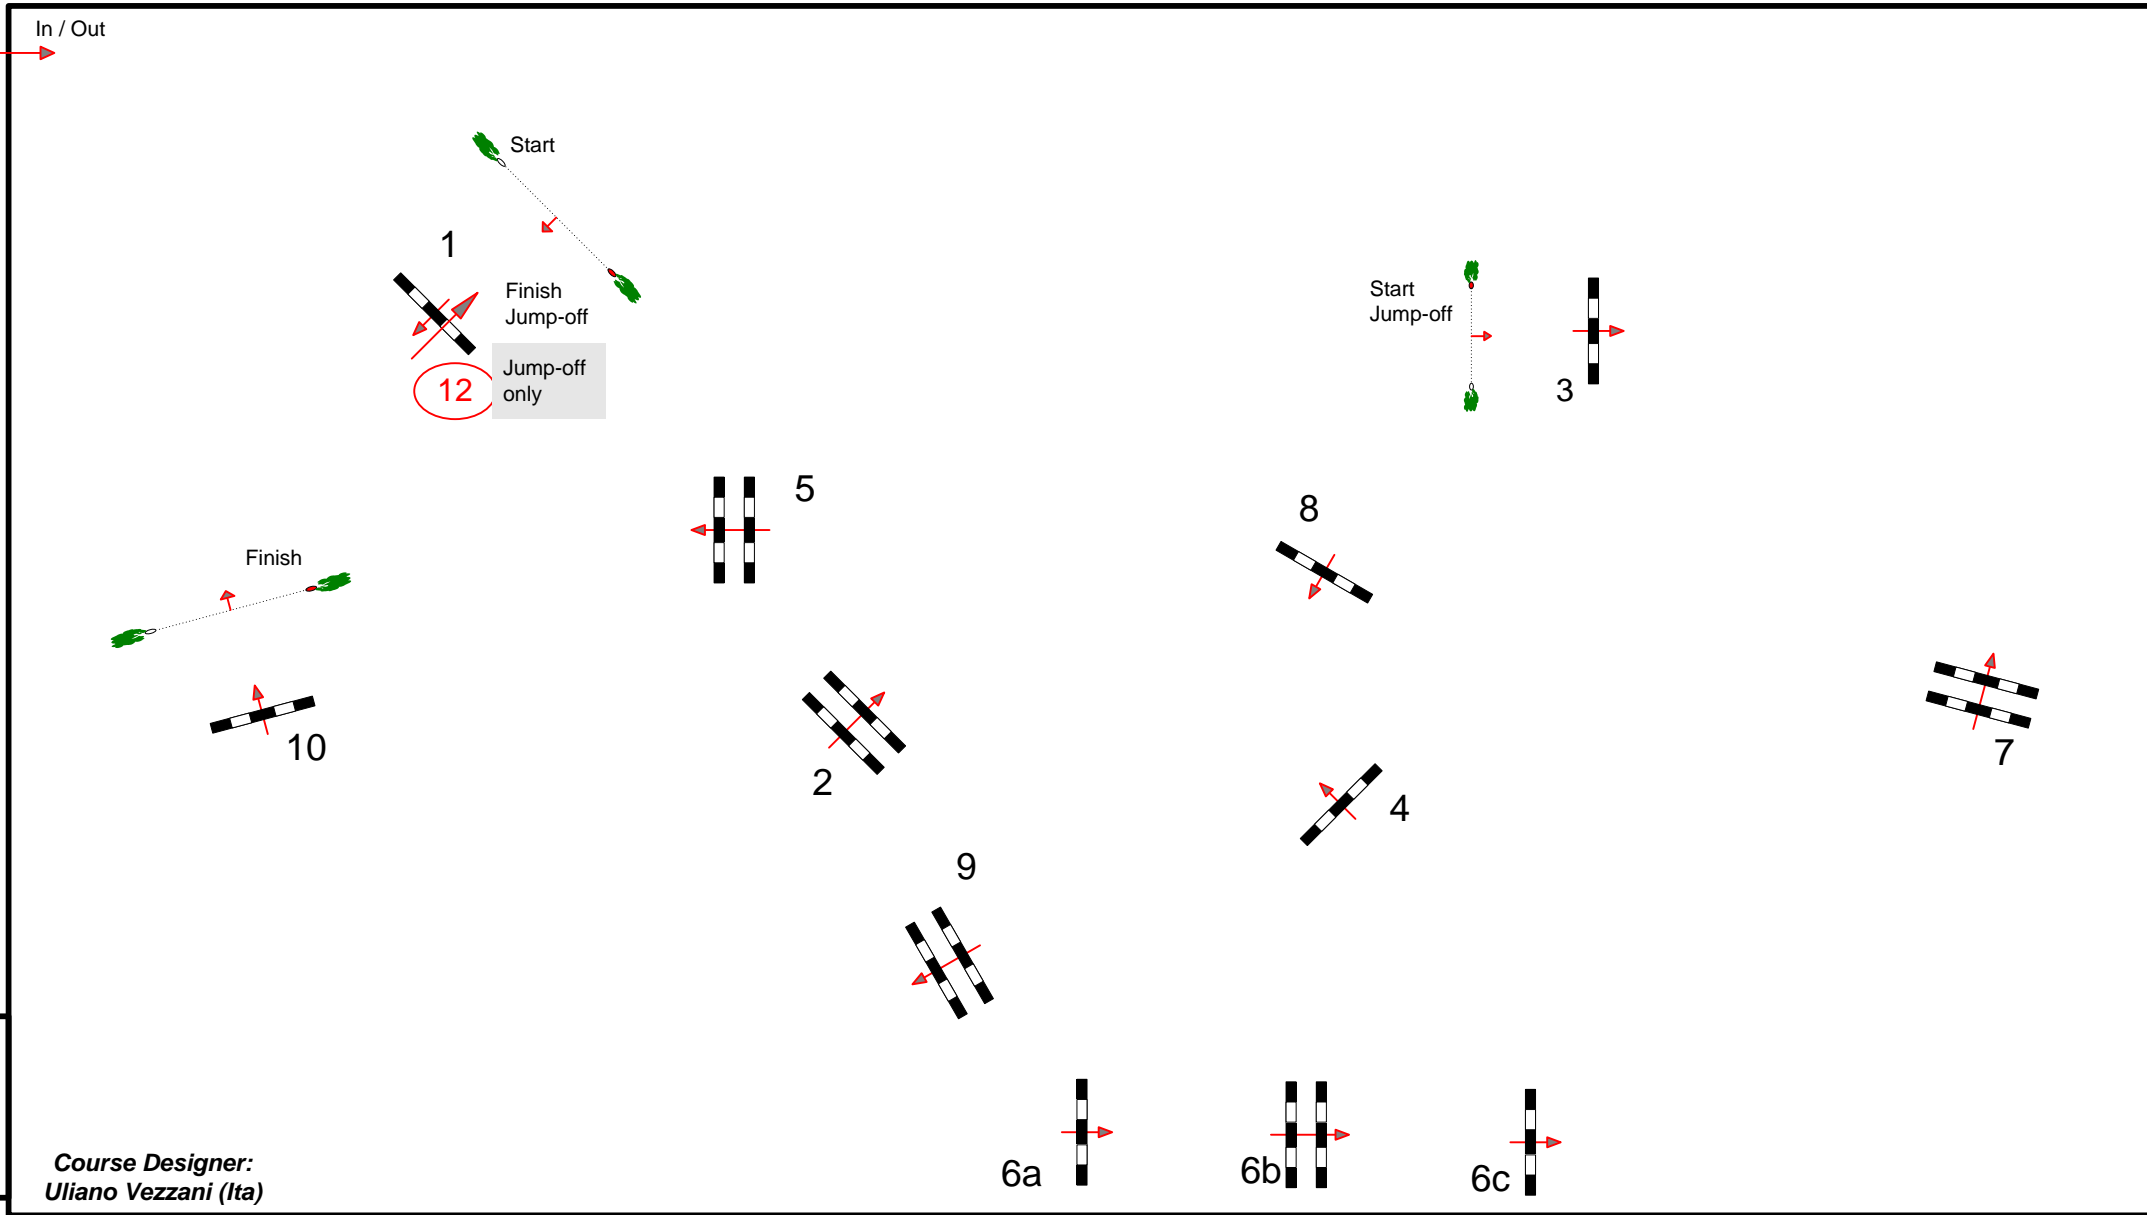 In / Out
Start
1
Finish
Jump-off
Jump-off
only
12
Start
Jump-off
3
5
8
Finish
10
2
4
7
9
6a
6b
6c
Course Designer:
Uliano Vezzani (Ita)